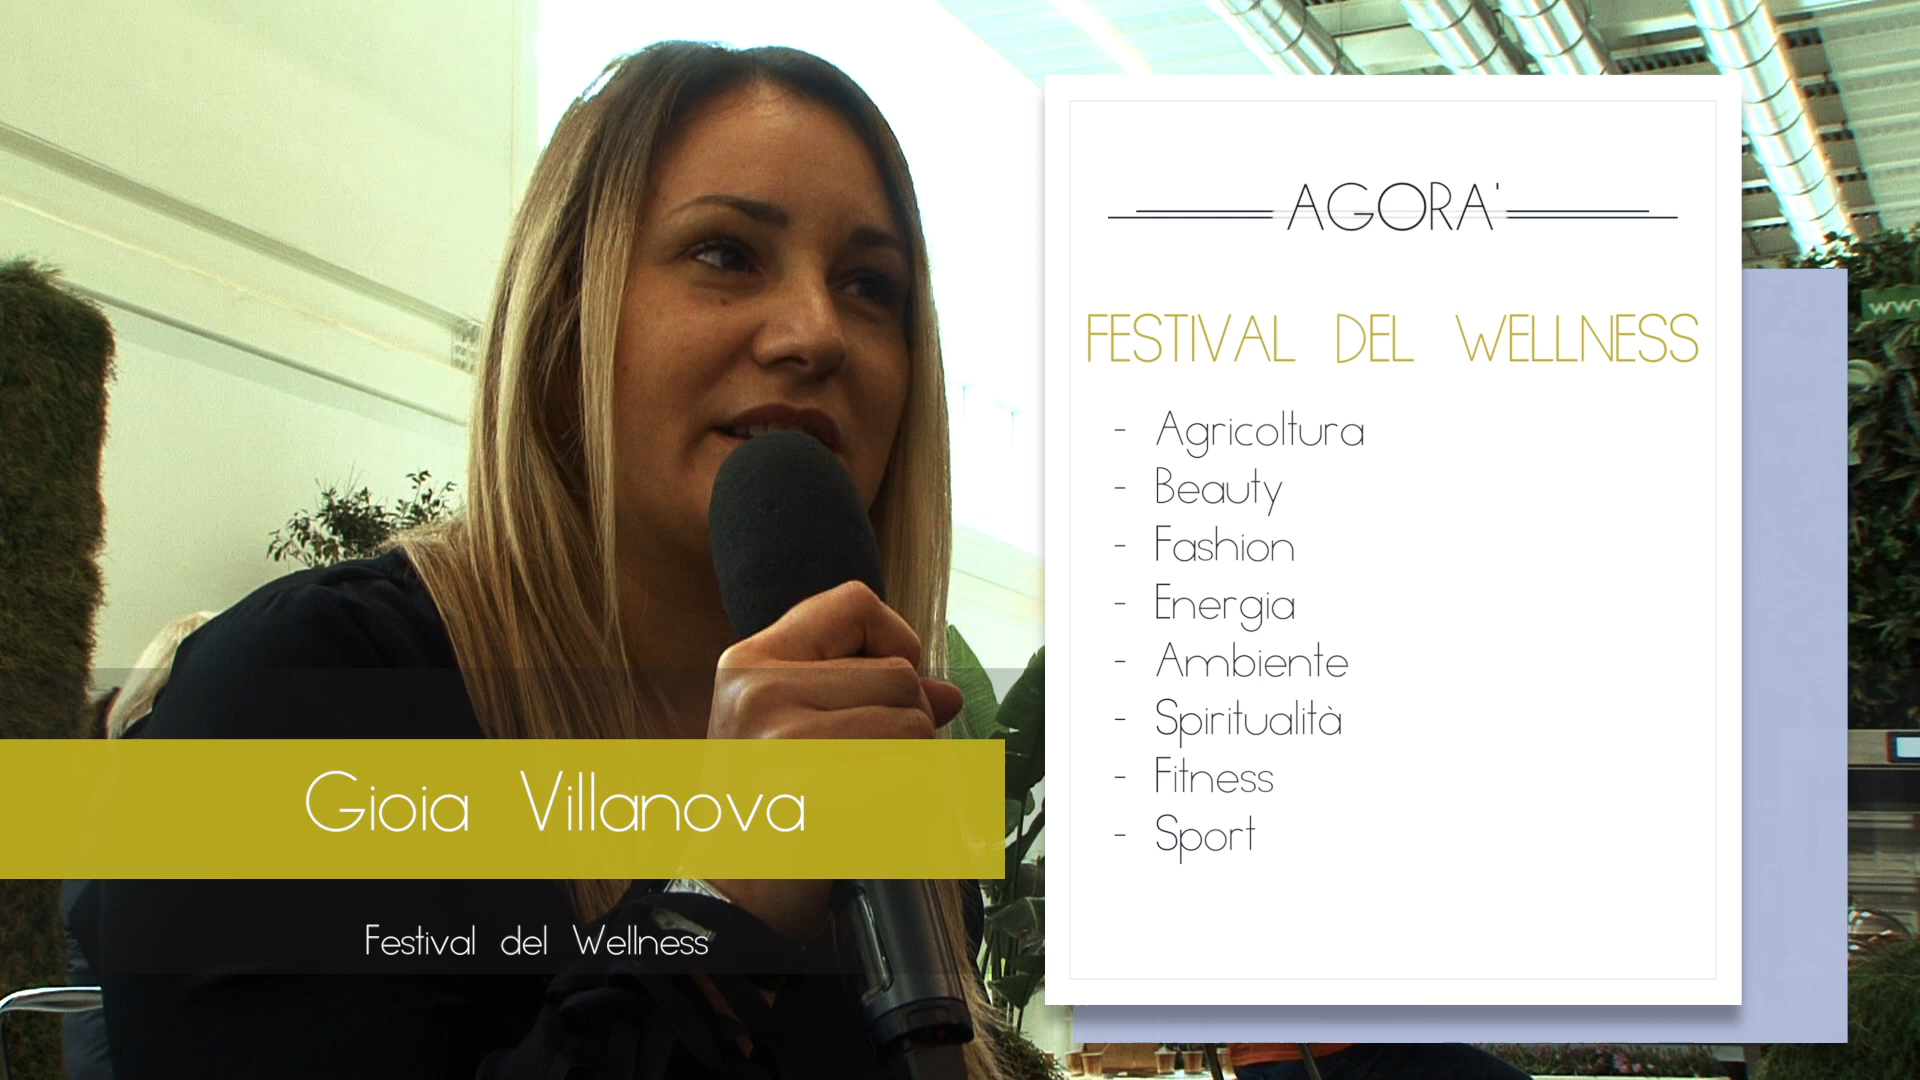 AGORA'
FESTIVAL DEL WELLNESS
- Agricoltura
- Beauty
- Fashion
- Energia
- Ambiente
- Spiritualità
- Fitness
- Sport
Gioia Villanova
Festival del Wellness